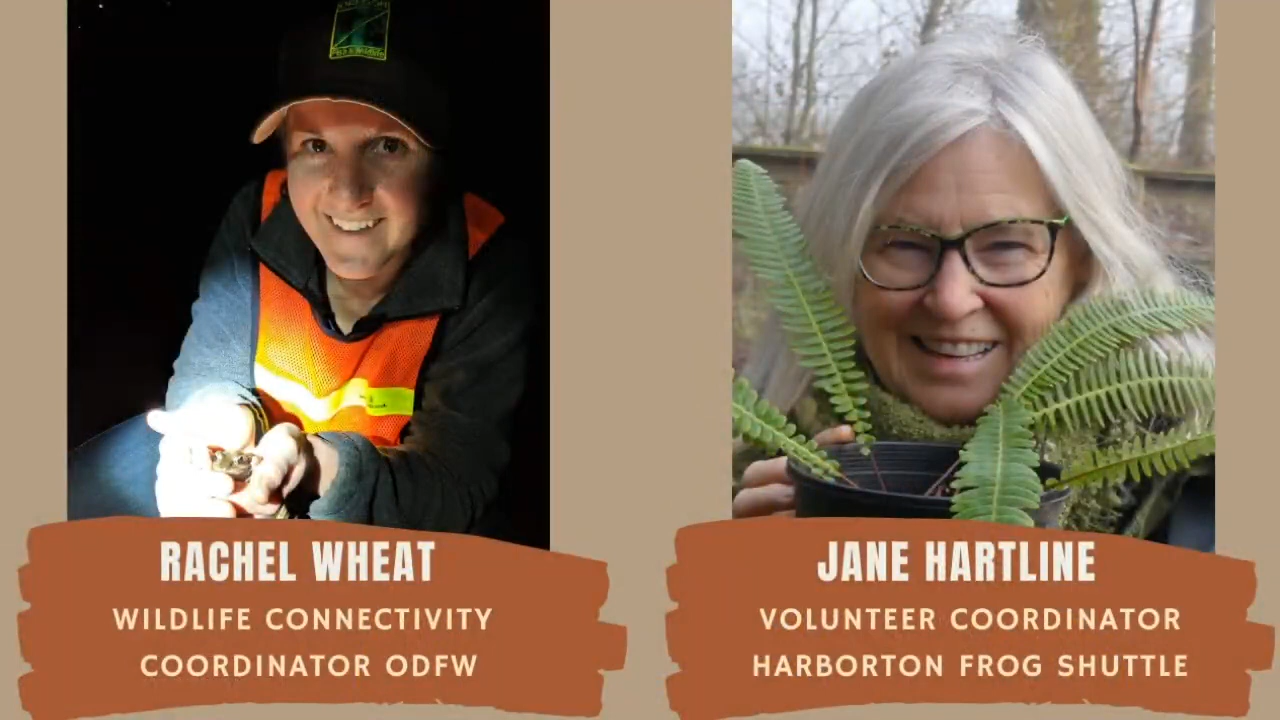 RACHEL WHEAT
WILDLIFE CONNECTIVITY
COORDINATOR ODFW
JANE HARTLINE
VOLUNTEER COORDINATOR
HARBORTON FROG SHUTTLE